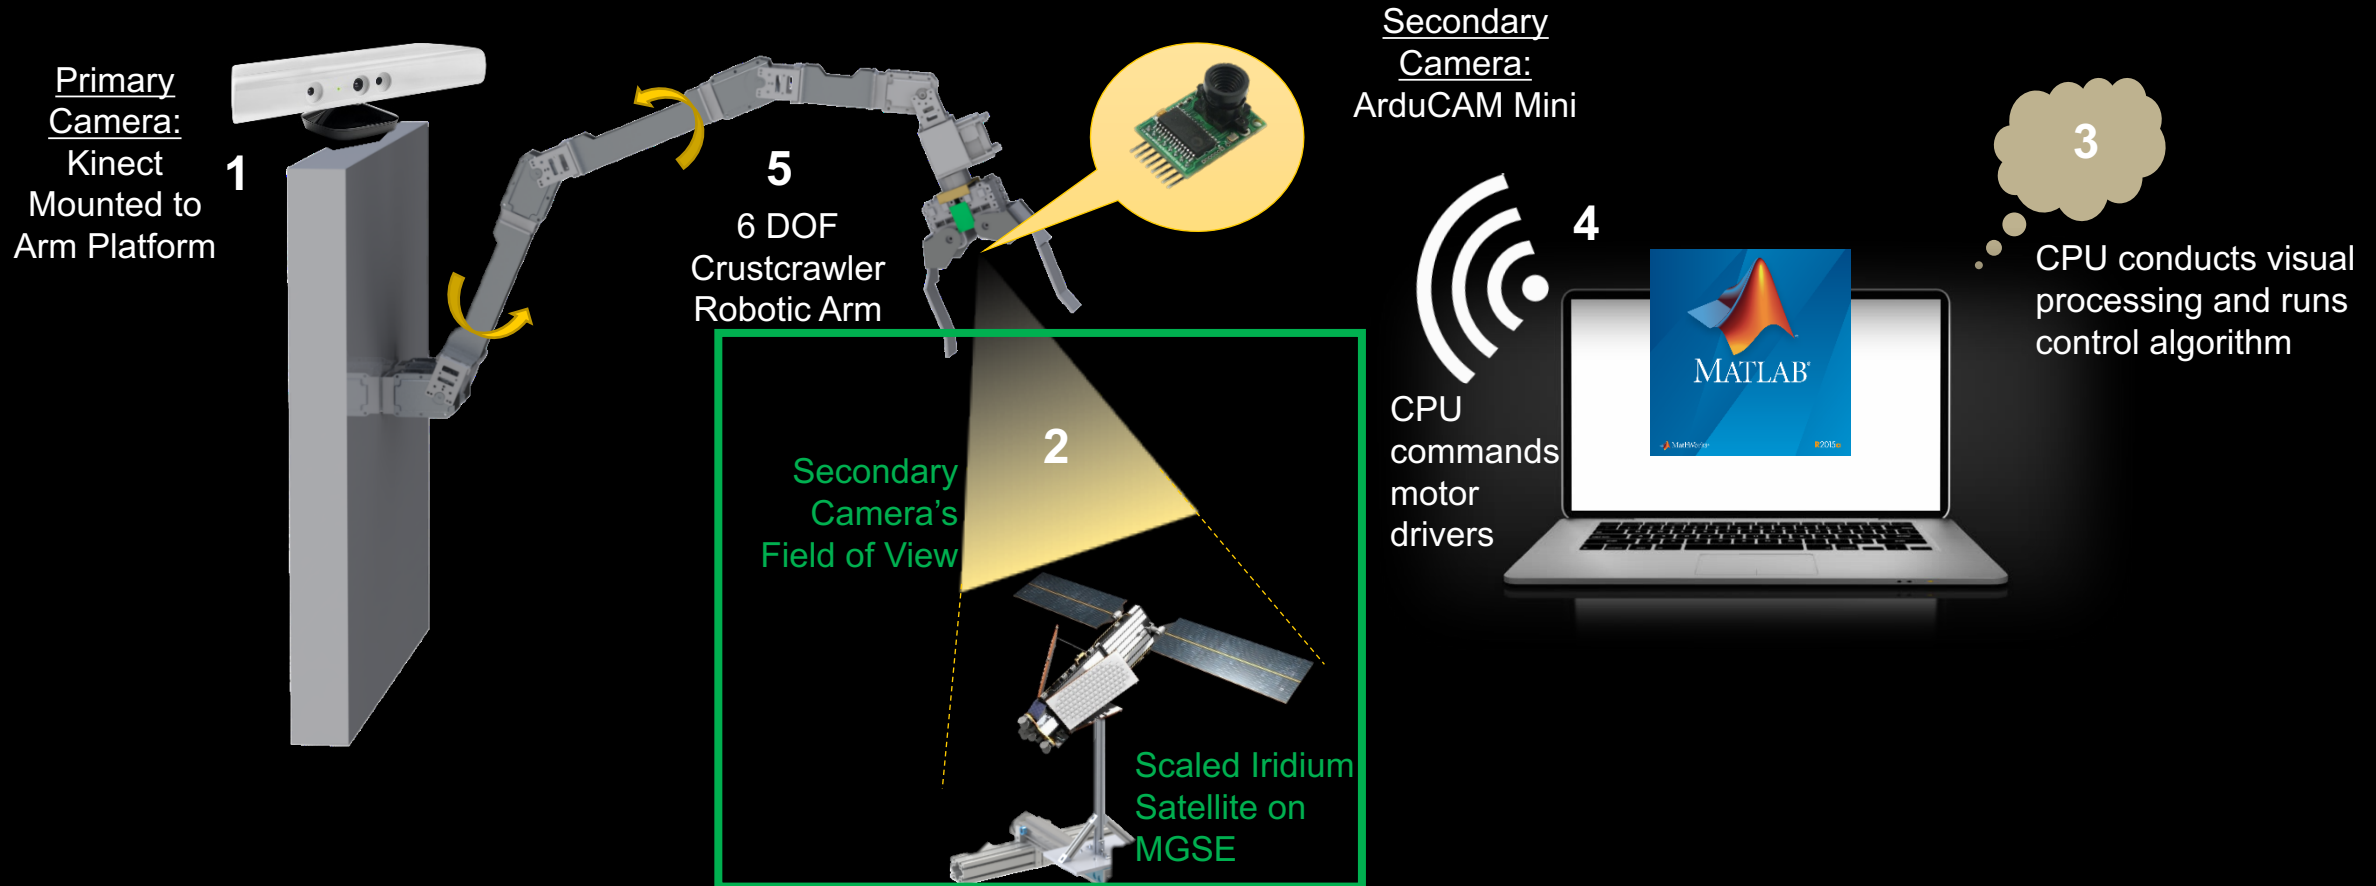 Primary
Camera:
Kinect
Mounted to
Arm Platform
1
5
6 DOF
Crustcrawler
Robotic Arm
Secondary
Camera:
ArduCAM Mini
2
Secondary
Camera's
Field of View
Scaled Iridium
Satellite on
MGSE
4
CPU
commands
motor
drivers
MATLAB®
MathWorks®
R2015a
3
CPU conducts visual
processing and runs
control algorithm